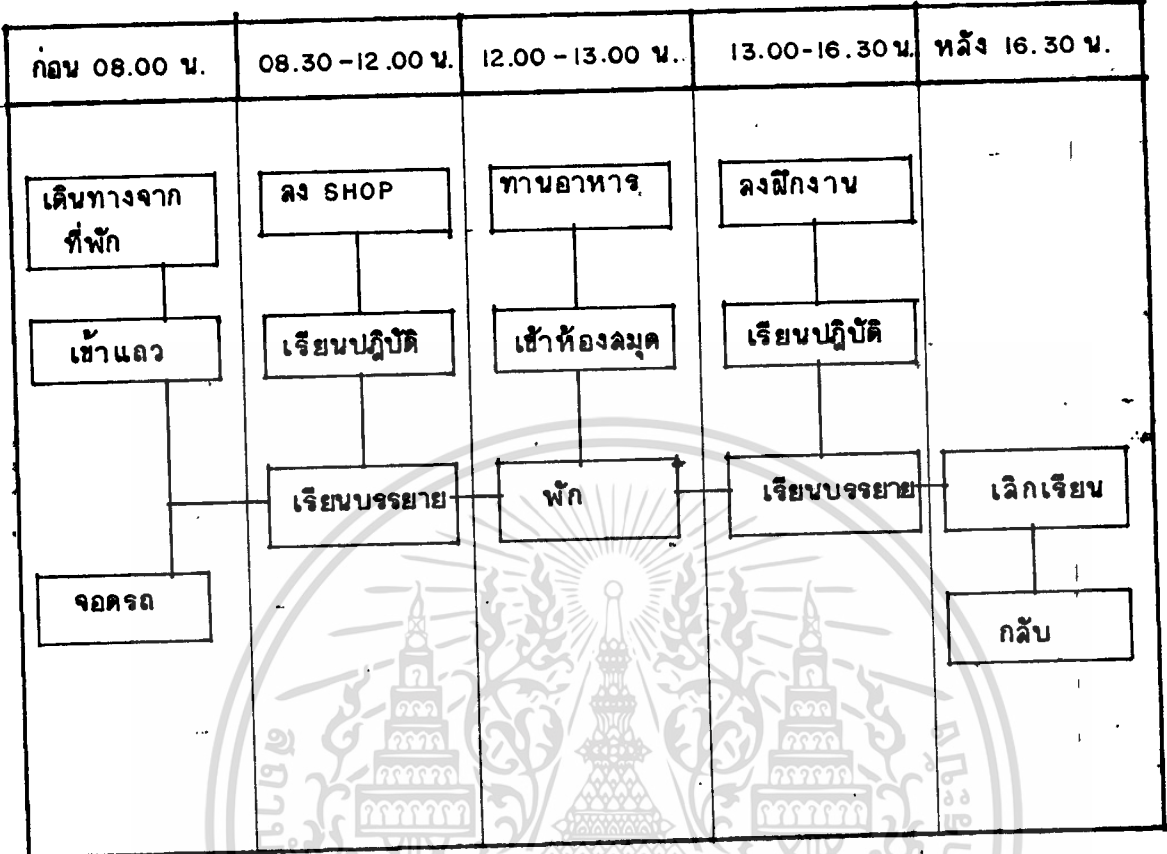 ก่อน 08.00 น.
08.30-12.00 น.
12.00-13.00 น.
13.00-16.30 น.
หลัง 16.30 น.
เดินทางจาก
ที่พัก
เข้าแถว
จอดรถ
ลง SHOP
เรียนปฎิบัติ
เรียนบรรยาย
ทานอาหาร
เข้าห้องสมุด
พัก
ลงฝึกงาน
เรียนปฎิบัติ
เรียนบรรยาย
เลิกเรียน
กลับ